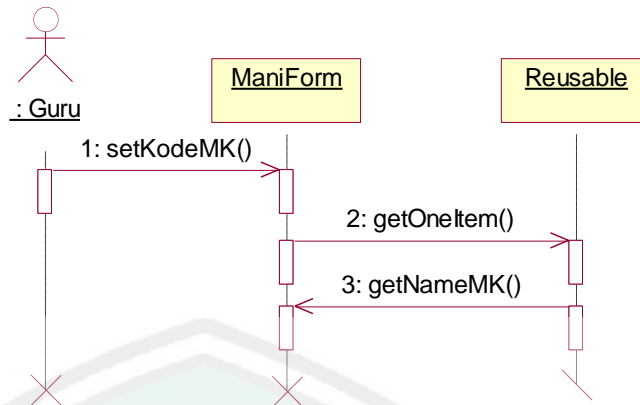 ManiForm
Reusable
: Guru
1: setKodeMK()
2: getOneItem()
3: getNameMK()